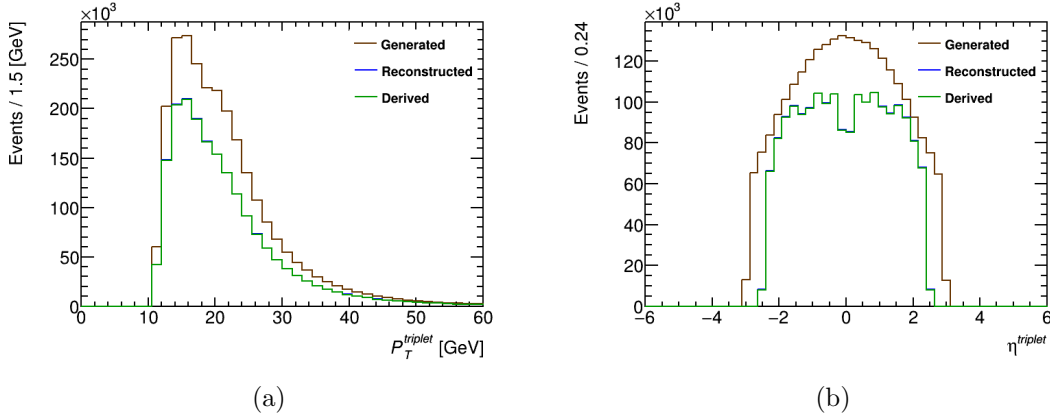 ×10³
Events / 1.5 [GeV]
250
200
150
100
50
0
Generated
Reconstructed
Derived
0 10 20 30 40 50 60
P_T^triplet [GeV]
(a)
×10³
Events / 0.24
140
120
100
80
60
40
20
0
Generated
Reconstructed
Derived
−6 −4 −2 0 2 4 6
η^triplet
(b)